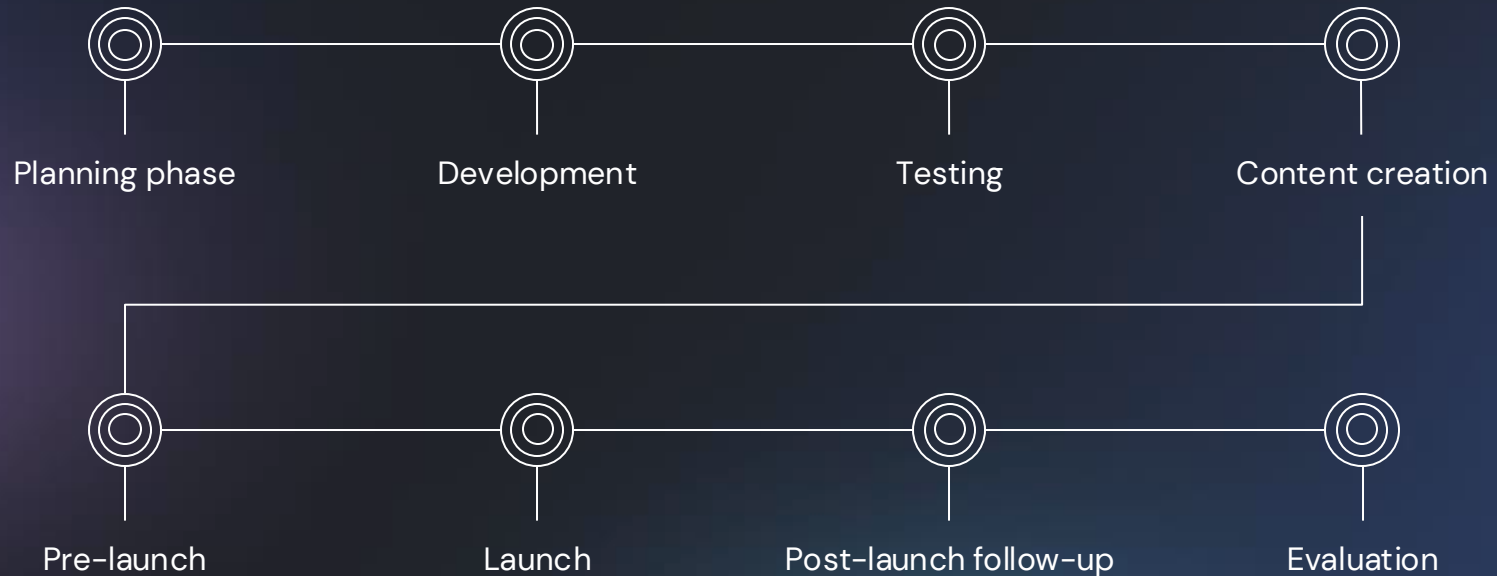 Planning phase
Development
Testing
Content creation
Pre-launch
Launch
Post-launch follow-up
Evaluation